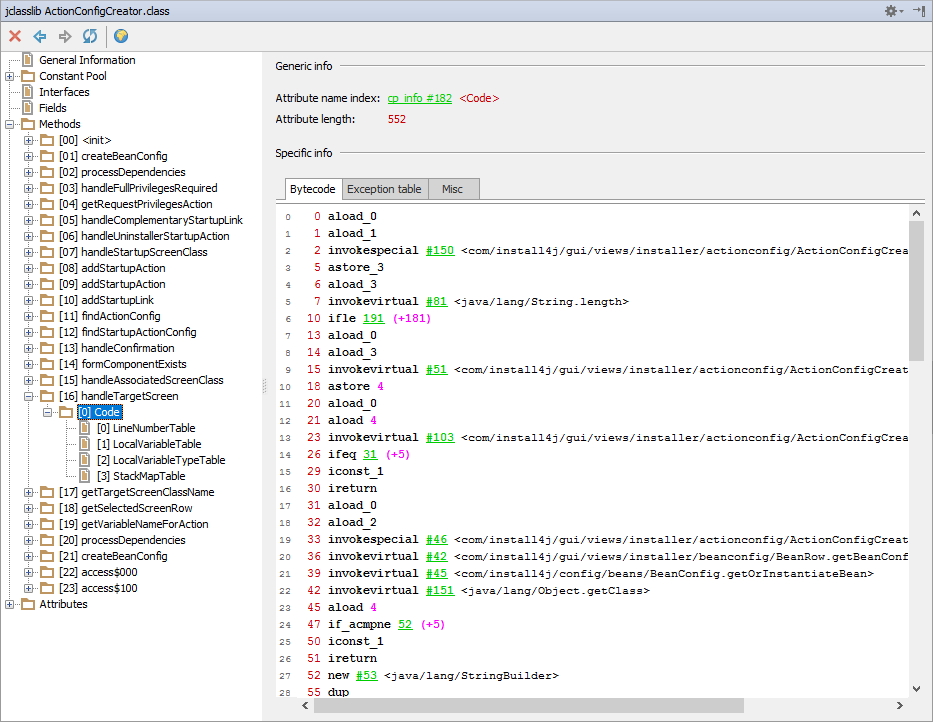 jclasslib ActionConfigCreator.class
General Information
Constant Pool
Interfaces
Fields
Methods
[00] <init>
[01] createBeanConfig
[02] processDependencies
[03] handleFullPrivilegesRequired
[04] getRequestPrivilegesAction
[05] handleComplementaryStartupLink
[06] handleUninstallerStartupAction
[07] handleStartupScreenClass
[08] addStartupAction
[09] addStartupAction
[10] addStartupLink
[11] findActionConfig
[12] findStartupActionConfig
[13] handleConfirmation
[14] formComponentExists
[15] handleAssociatedScreenClass
[16] handleTargetScreen
[0] Code
[0] LineNumberTable
[1] LocalVariableTable
[2] LocalVariableTypeTable
[3] StackMapTable
[17] getTargetScreenClassName
[18] getSelectedScreenRow
[19] getVariableNameForAction
[20] processDependencies
[21] createBeanConfig
[22] access$000
[23] access$100
Attributes
Generic info
Attribute name index: cp_info #182 <Code>
Attribute length: 552
Specific info
Bytecode Exception table Misc
0 0 aload_0
1 1 aload_1
2 2 invokespecial #150 <com/install4j/gui/views/installer/actionconfig/ActionConfigCrea
3 5 astore_3
4 6 aload_3
5 7 invokevirtual #81 <java/lang/String.length>
6 10 ifle 191 (+181)
7 13 aload_0
8 14 aload_3
9 15 invokevirtual #51 <com/install4j/gui/views/installer/actionconfig/ActionConfigCreat
10 18 astore 4
11 20 aload_0
12 21 aload 4
13 23 invokevirtual #103 <com/install4j/gui/views/installer/actionconfig/ActionConfigCrea
14 26 ifeq 31 (+5)
15 29 iconst_1
16 30 ireturn
17 31 aload_0
18 32 aload_2
19 33 invokespecial #46 <com/install4j/gui/views/installer/actionconfig/ActionConfigCreat
20 36 invokevirtual #42 <com/install4j/gui/views/installer/beanconfig/BeanRow.getBeanConf
21 39 invokevirtual #45 <com/install4j/config/beans/BeanConfig.getOrInstantiateBean>
22 42 invokevirtual #151 <java/lang/Object.getClass>
23 45 aload 4
24 47 if_acmpne 52 (+5)
25 50 iconst_1
26 51 ireturn
27 52 new #53 <java/lang/StringBuilder>
28 55 dup